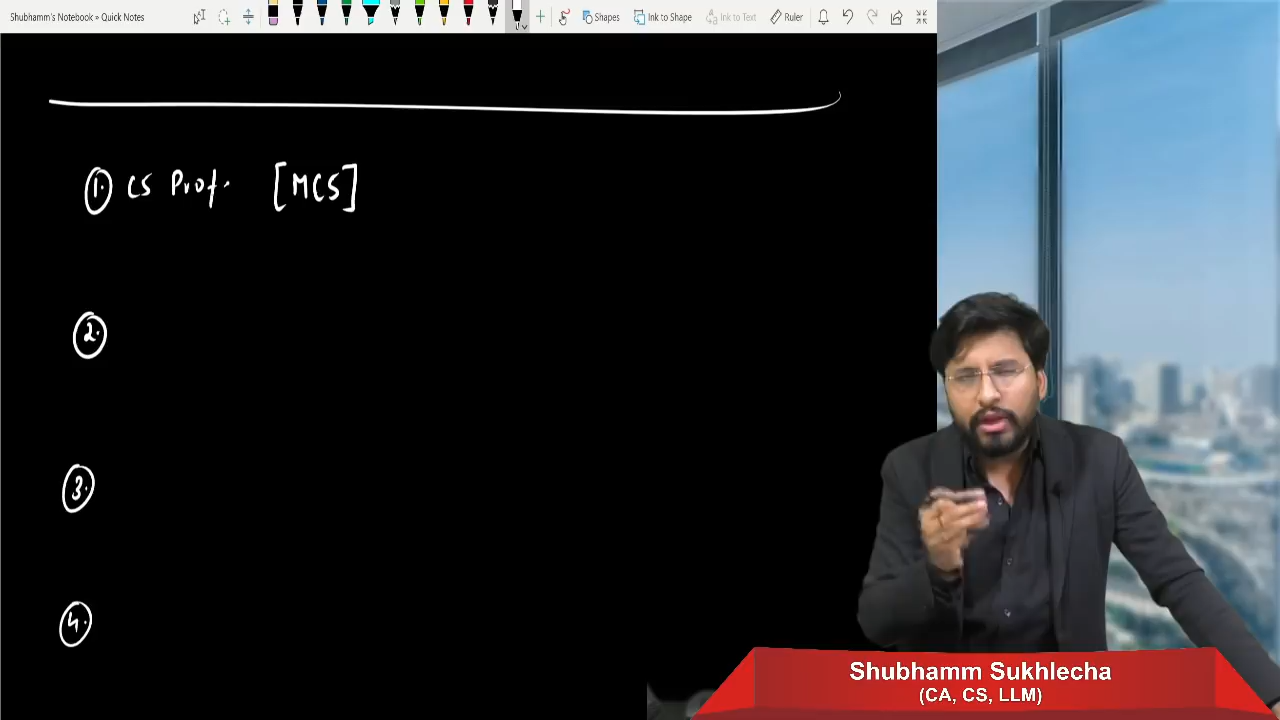 Shubhamm's Notebook » Quick Notes
Shapes
Ink to Shape
Ink to Text
Ruler
1. CS Prof. [MCS]
2.
3.
4.
Shubhamm Sukhlecha
(CA, CS, LLM)